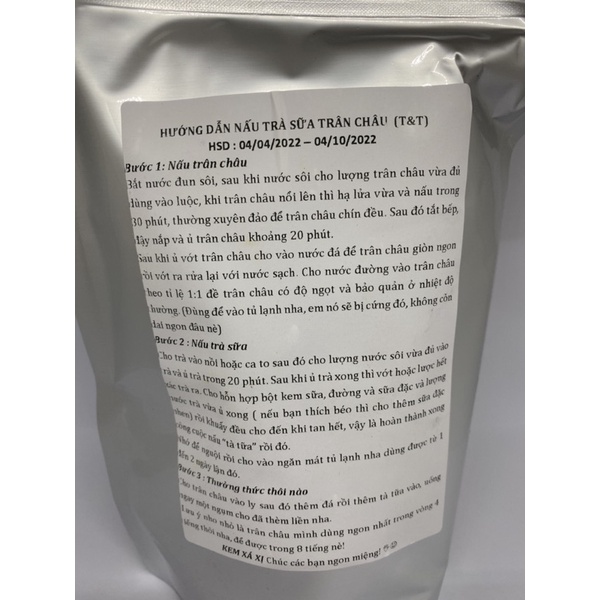 HƯỚNG DẪN NẤU TRÀ SỮA TRÂN CHÂU (T&T)
HSD : 04/04/2022 – 04/10/2022
Bước 1: Nấu trân châu
Bắt nước đun sôi, sau khi nước sôi cho lượng trân châu vừa đủ
dùng vào luộc, khi trân châu nổi lên thì hạ lửa vừa và nấu trong
30 phút, thường xuyên đảo để trân châu chín đều. Sau đó tắt bếp,
đậy nắp và ủ trân châu khoảng 20 phút.
Sau khi ủ vớt trân châu cho vào nước đá để trân châu giòn ngon
rồi vớt ra rửa lại với nước sạch. Cho nước đường vào trân châu
theo tỉ lệ 1:1 để trân châu có độ ngọt và bảo quản ở nhiệt độ
thường. (Đừng để vào tủ lạnh nha, em nó sẽ bị cứng đó, không còn
dai ngon đâu nè)
Bước 2 : Nấu trà sữa
Cho trà vào nồi hoặc ca to sau đó cho lượng nước sôi vừa đủ vào
trà và ủ trà trong 20 phút. Sau khi ủ trà xong thì vớt hoặc lược hết
xác trà ra. Cho hỗn hợp bột kem sữa, đường và sữa đặc và lượng
nước trà vừa ủ xong ( nếu bạn thích béo thì cho thêm sữa đặc
nhen) rồi khuấy đều cho đến khi tan hết, vậy là hoàn thành xong
công cuộc nấu "tà tữa" rồi đó.
Nhớ để nguội rồi cho vào ngăn mát tủ lạnh nha dùng được từ 1
đến 2 ngày lận đó.
Bước 3 : Thưởng thức thôi nào
Cho trân châu vào ly sau đó thêm đá rồi thêm tà tữa vào, uống
ngay một ngụm cho đã thèm liền nha.
Lưu ý nho nhỏ là trân châu mình dùng ngon nhất trong vòng 4
tiếng thôi nha, để được trong 8 tiếng nè!
KEM XÁ XỊ Chúc các bạn ngon miệng!